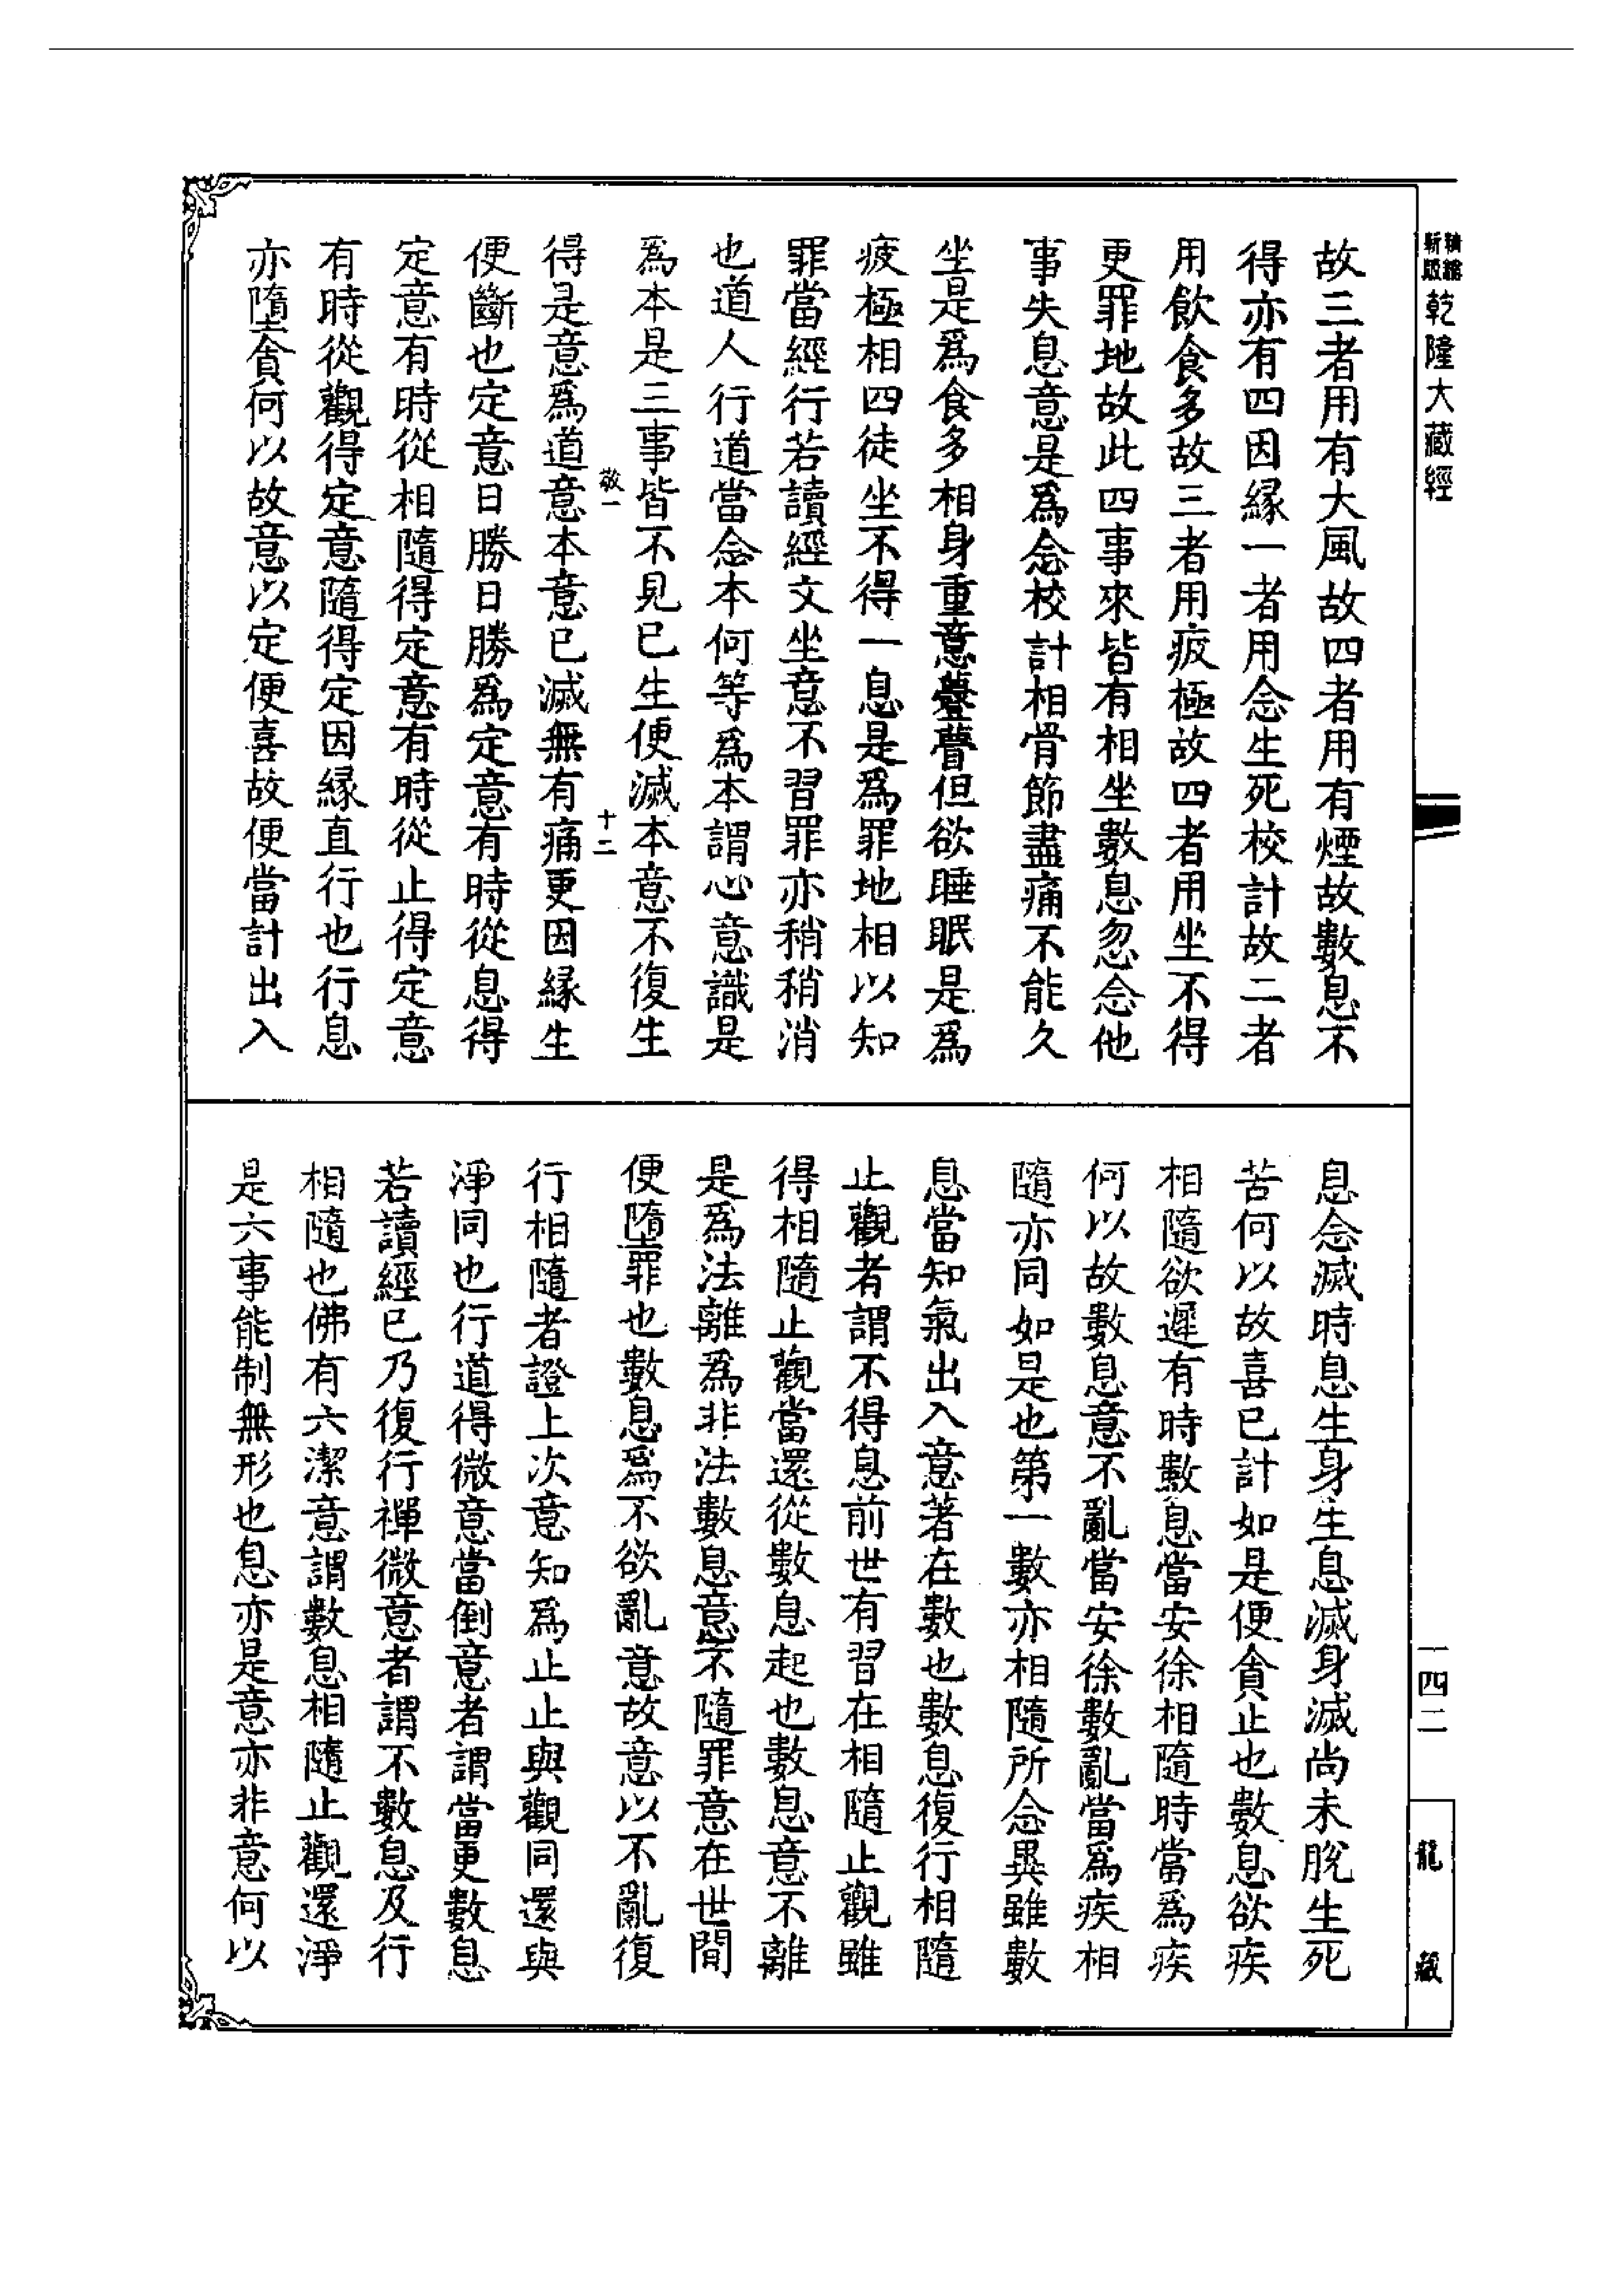 精縮
新版
乾隆大藏經
故三者用有大風故四者用有煙故數息不
得亦有四因緣一者用念生死校計故二者
用飲食多故三者用疲極故四者用坐不得
更罪地故此四事來皆有相坐數息忽念他
事失息意是為念校計相骨節盡痛不能久
坐是為食多相身重意瞢瞢但欲睡眠是為
疲極相四徒坐不得一息是為罪地相以知
罪當經行若讀經文坐意不習罪亦稍稍消
也道人行道當念本何等為本謂心意識是
為本是三事皆不見已生便滅本意不復生
敬一
十二
得是意為道意本意已滅無有痛更因緣生
便斷也定意日勝日勝為定意有時從息得
定意有時從相隨得定意有時從止得定意
有時從觀得定意隨得定因緣直行也行息
亦墮貪何以故意以定便喜故便當計出入
息念滅時息生身生息滅身滅尚未脫生死
苦何以故喜已計如是便貪止也數息欲疾
相隨欲遲有時數息當安徐相隨時當為疾
何以故數息意不亂當安徐數亂當為疾相
隨亦同如是也第一數亦相隨所念異雖數
息當知氣出入意著在數也數息復行相隨
止觀者謂不得息前世有習在相隨止觀雖
得相隨止觀當還從數息起也數息意不離
是為法離為非法數息意不隨罪意在世間
便墮罪也數息為不欲亂意故意以不亂復
行相隨者證上次意知為止止與觀同還與
淨同也行道得微意當倒意者謂當更數息
若讀經已乃復行禪微意者謂不數息及行
相隨也佛有六潔意謂數息相隨止觀還淨
是六事能制無形也息亦是意亦非意何以
一四二
龍藏